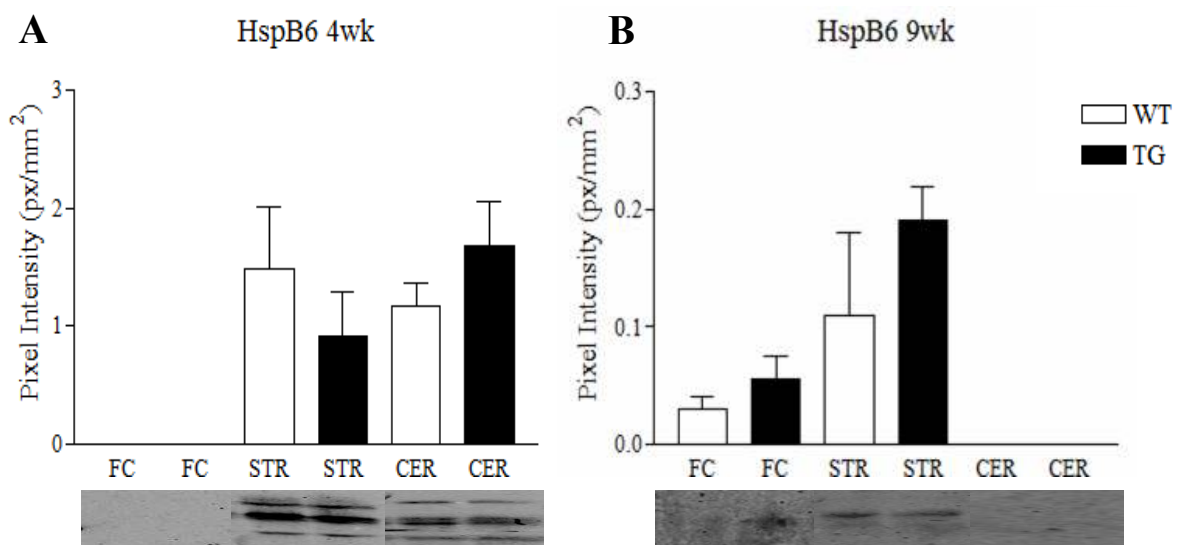 A
HspB6 4wk
Pixel Intensity (px/mm²)
3
2
1
0
FC FC STR STR CER CER
B
HspB6 9wk
Pixel Intensity (px/mm²)
0.3
0.2
0.1
0.0
FC FC STR STR CER CER
WT
TG